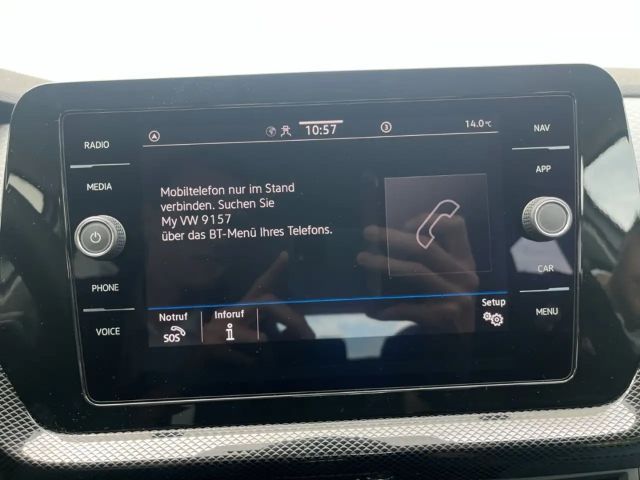 RADIO
MEDIA
PHONE
VOICE
10:57
3
14.0°C
Mobiltelefon nur im Stand
verbinden. Suchen Sie
My VW 9157
über das BT-Menü Ihres Telefons.
Notruf
SOS
Inforuf
i
Setup
NAV
APP
CAR
MENU